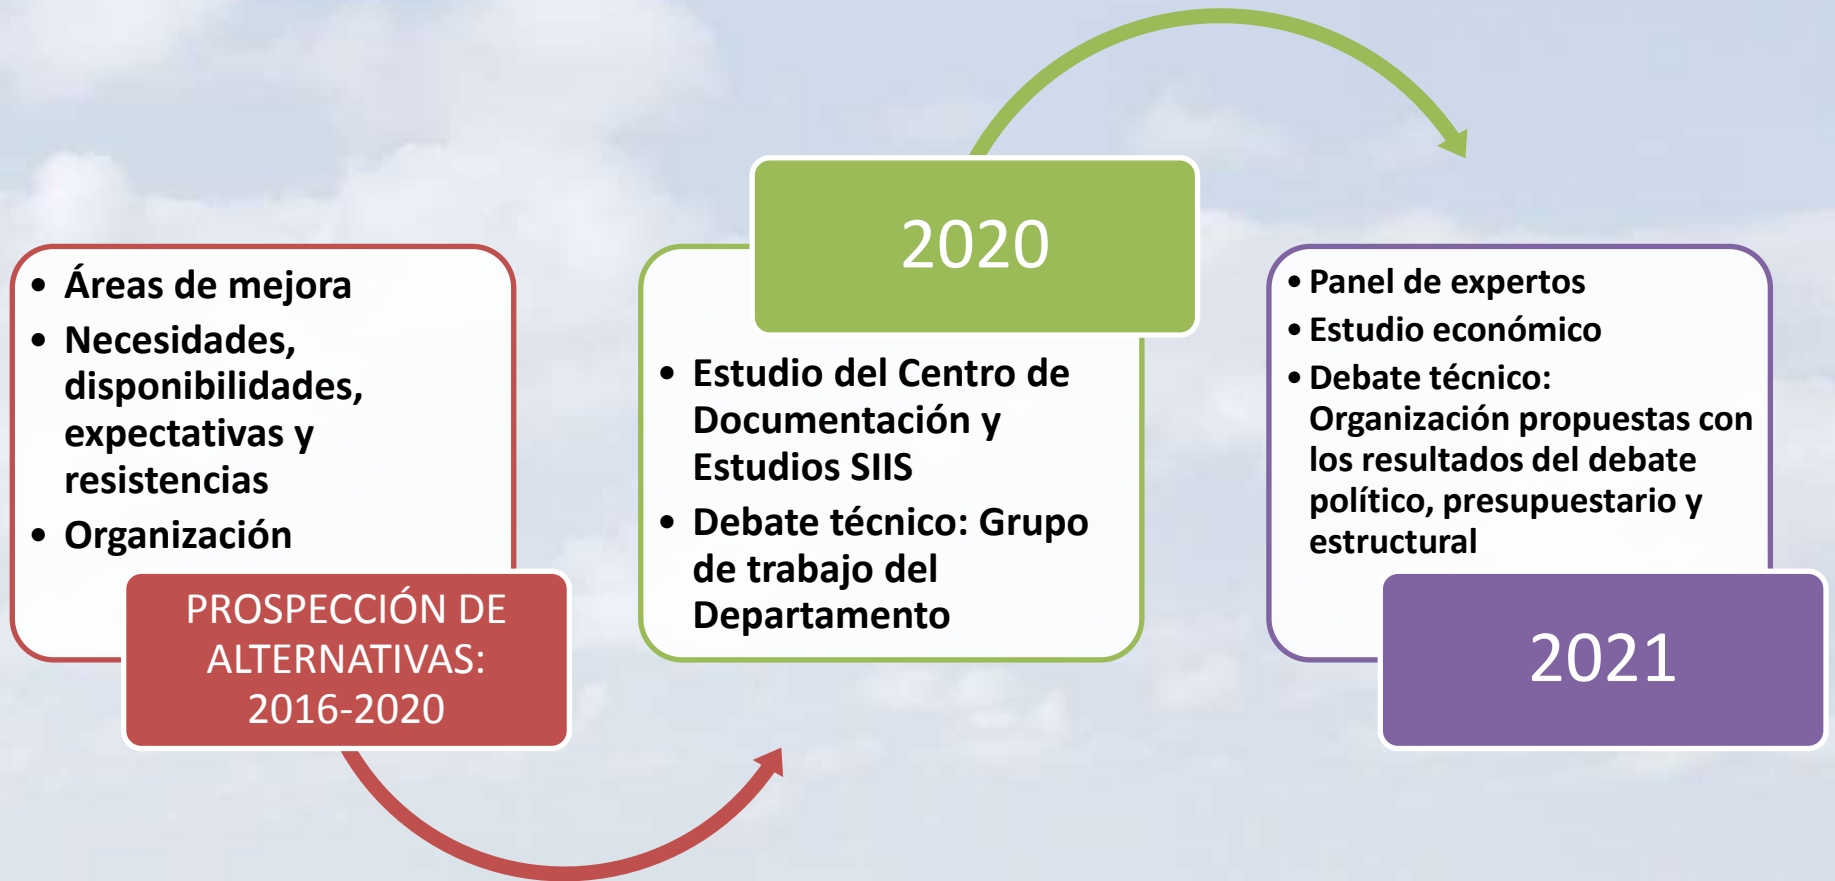 • Áreas de mejora
• Necesidades,
disponibilidades,
expectativas y
resistencias
• Organización
PROSPECCIÓN DE
ALTERNATIVAS:
2016-2020
2020
• Estudio del Centro de
Documentación y
Estudios SIIS
• Debate técnico: Grupo
de trabajo del
Departamento
• Panel de expertos
• Estudio económico
• Debate técnico:
Organización propuestas con
los resultados del debate
político, presupuestario y
estructural
2021